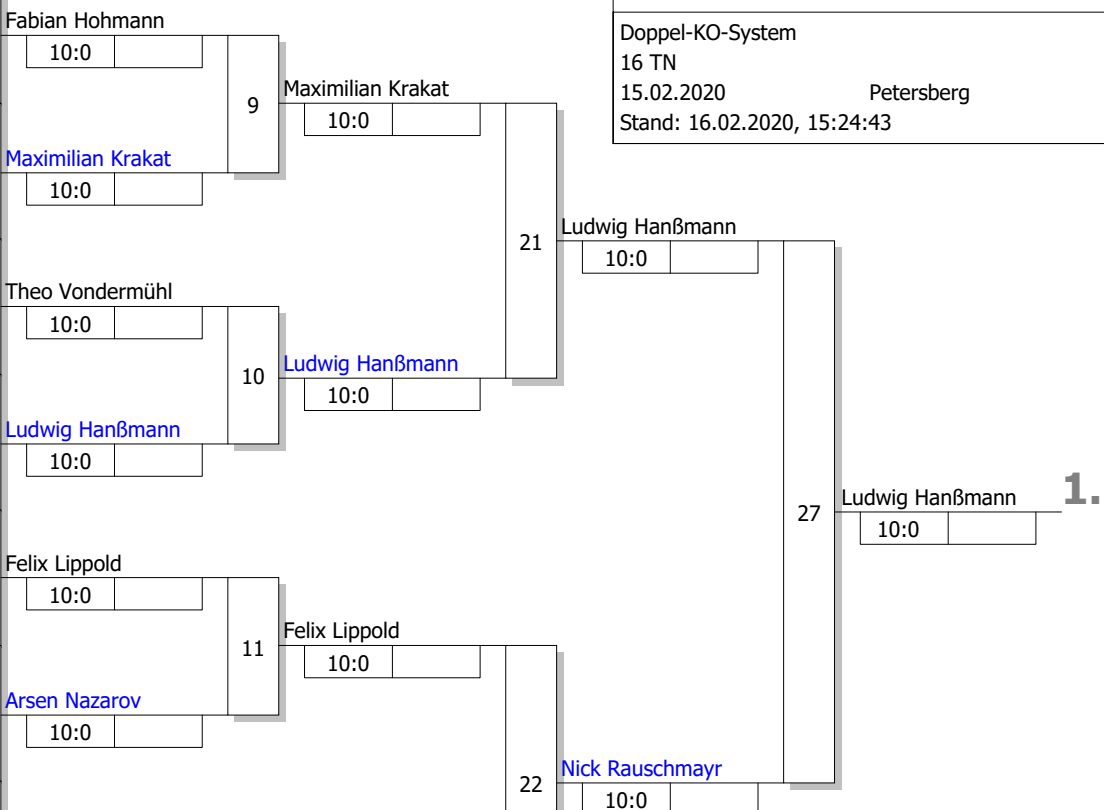 Fabian Hohmann
10:0
Doppel-KO-System
16 TN
15.02.2020 Petersberg
Stand: 16.02.2020, 15:24:43
9
Maximilian Krakat
10:0
Maximilian Krakat
10:0
21
Ludwig Hanßmann
10:0
Theo Vondermühl
10:0
10
Ludwig Hanßmann
10:0
Ludwig Hanßmann
10:0
27
Ludwig Hanßmann
1.
10:0
Felix Lippold
10:0
11
Felix Lippold
10:0
Arsen Nazarov
10:0
22
Nick Rauschmayr
10:0